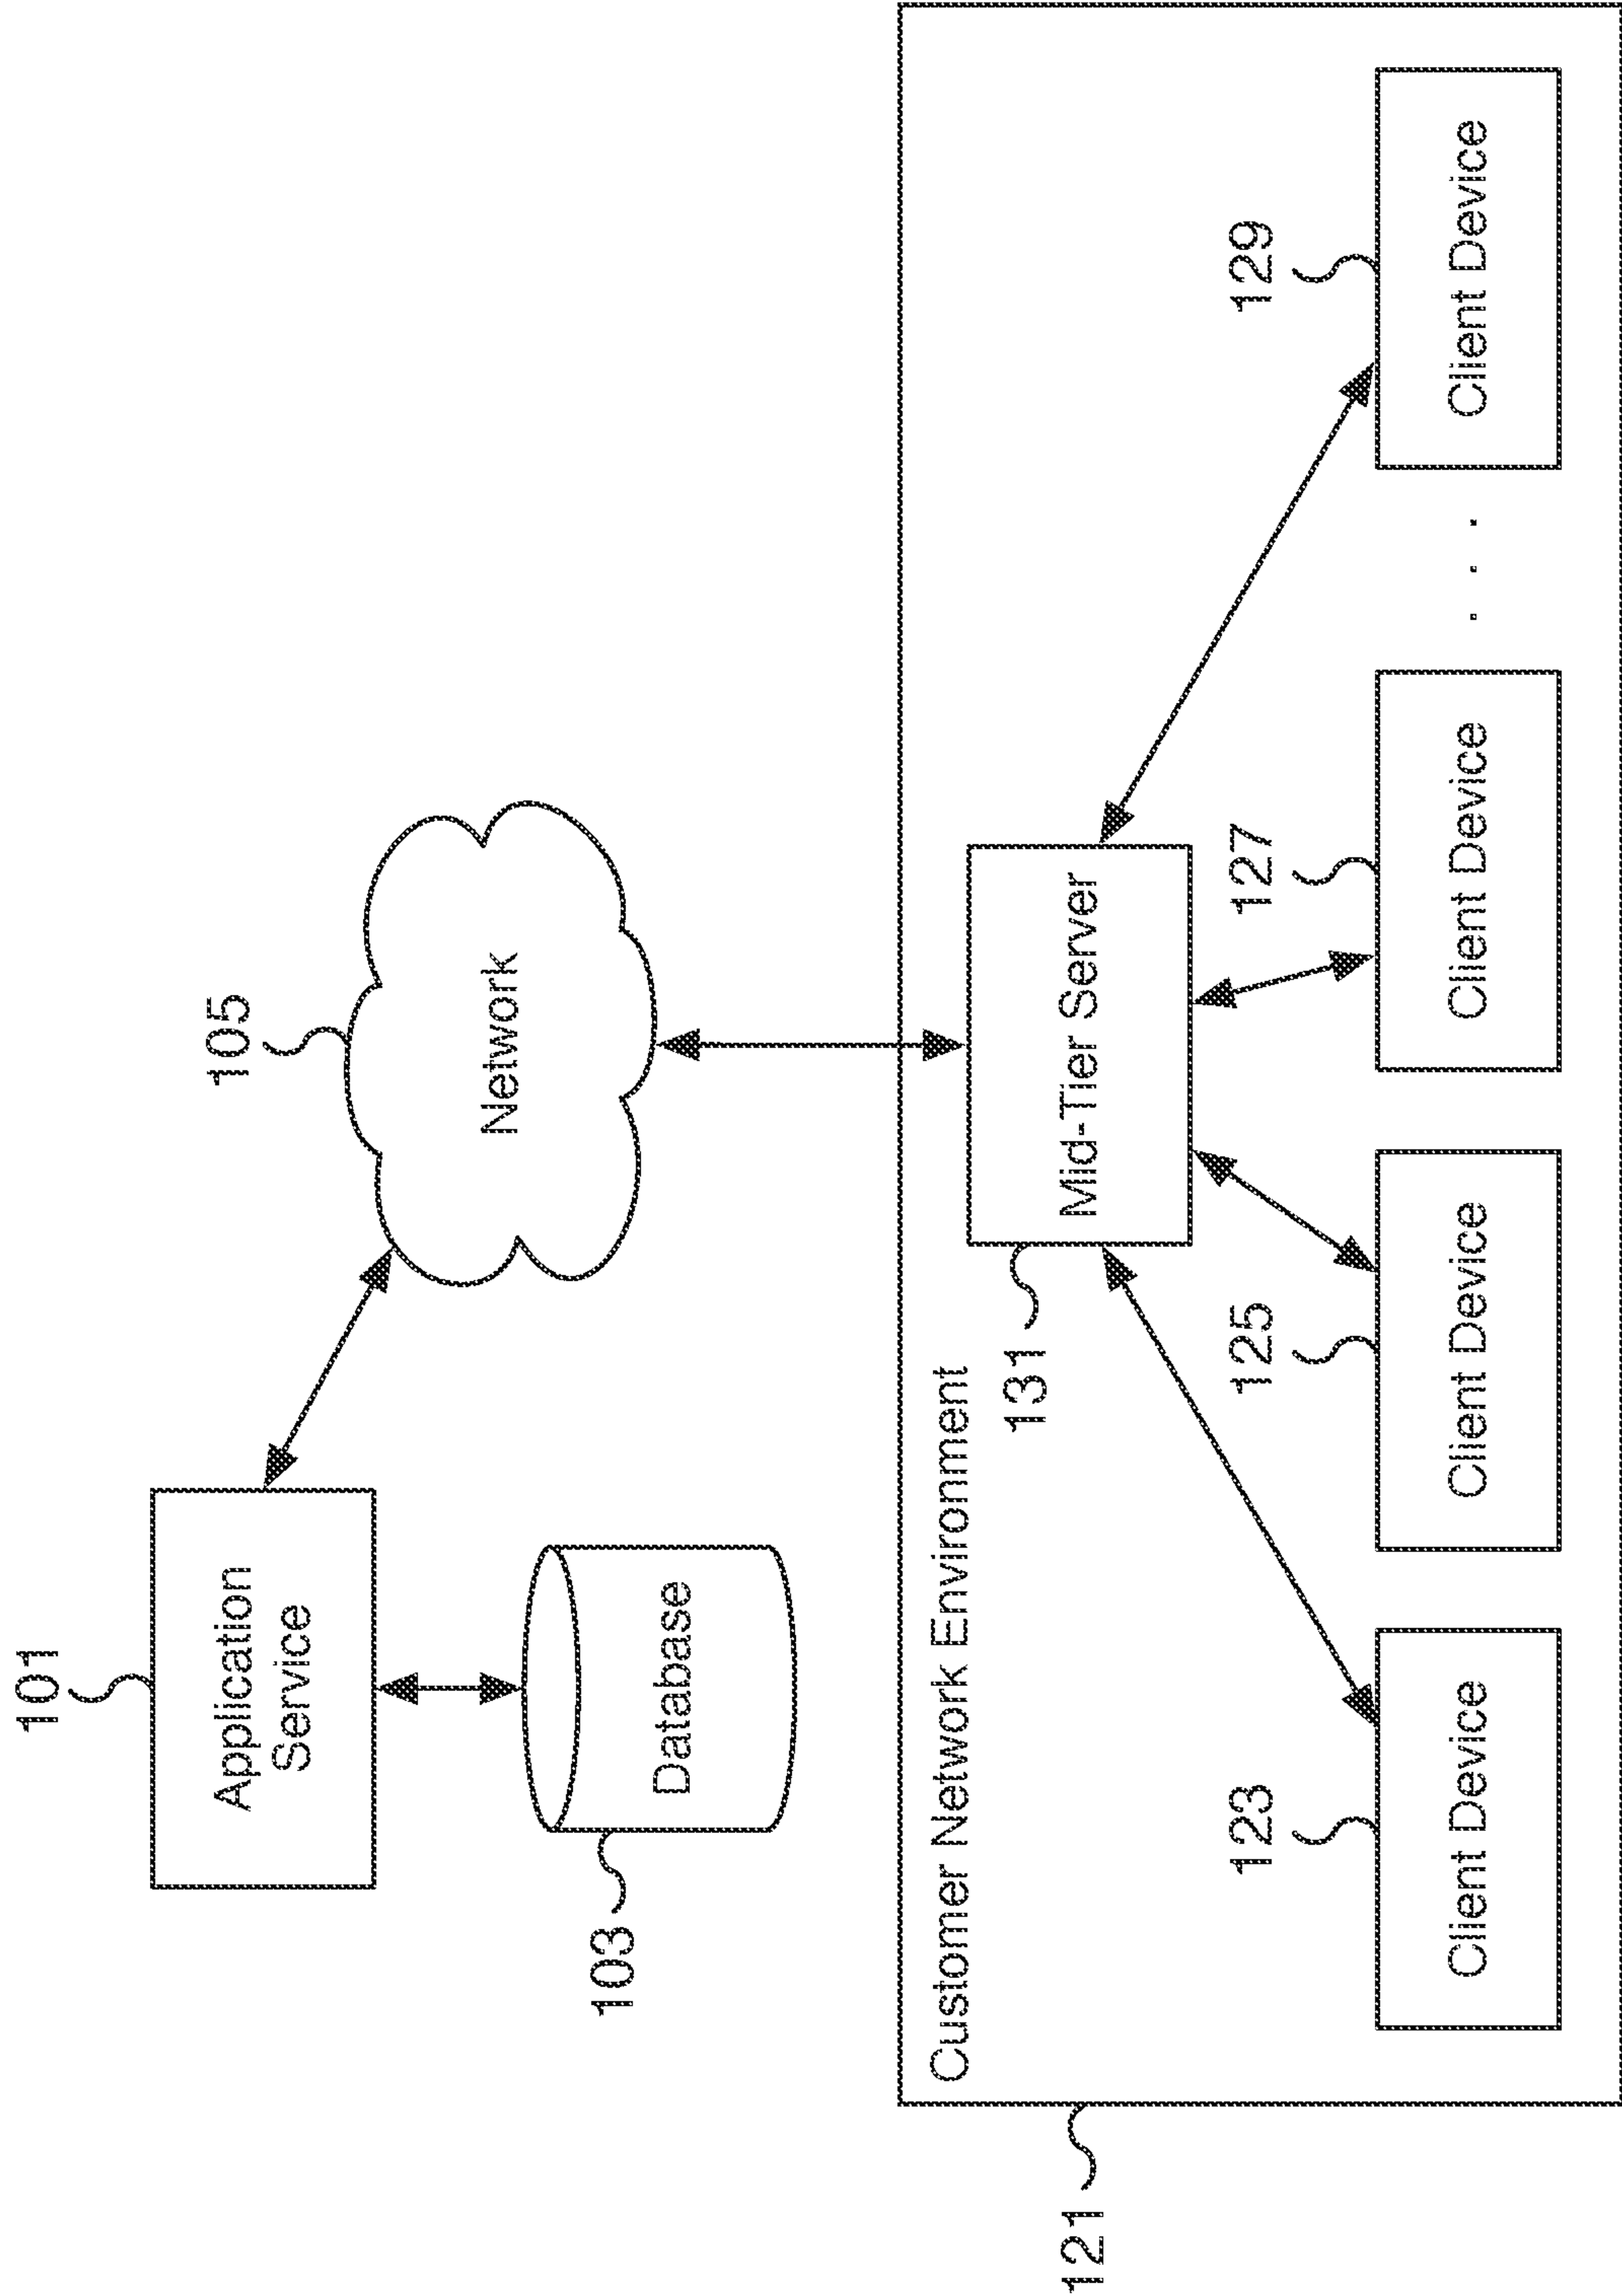 101
Application
Service
105
Network
Database
103
Customer Network Environment
121
Mid-Tier Server
131
123
125
127
129
Client Device
Client Device
Client Device
. . .
Client Device